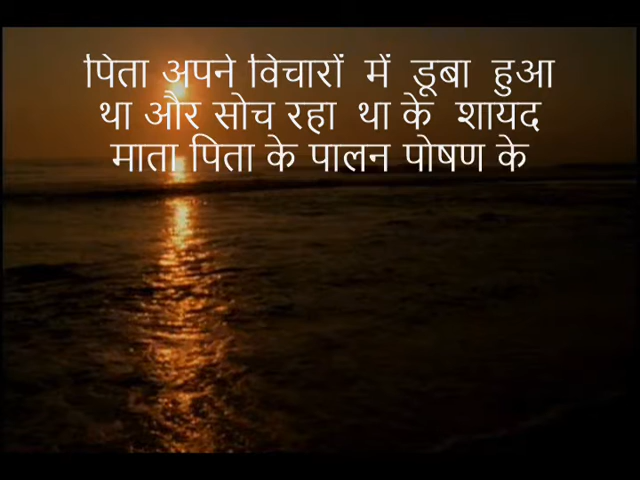 पिता अपने विचारों में डूबा हुआ
था और सोच रहा था के शायद
माता पिता के पालन पोषण के